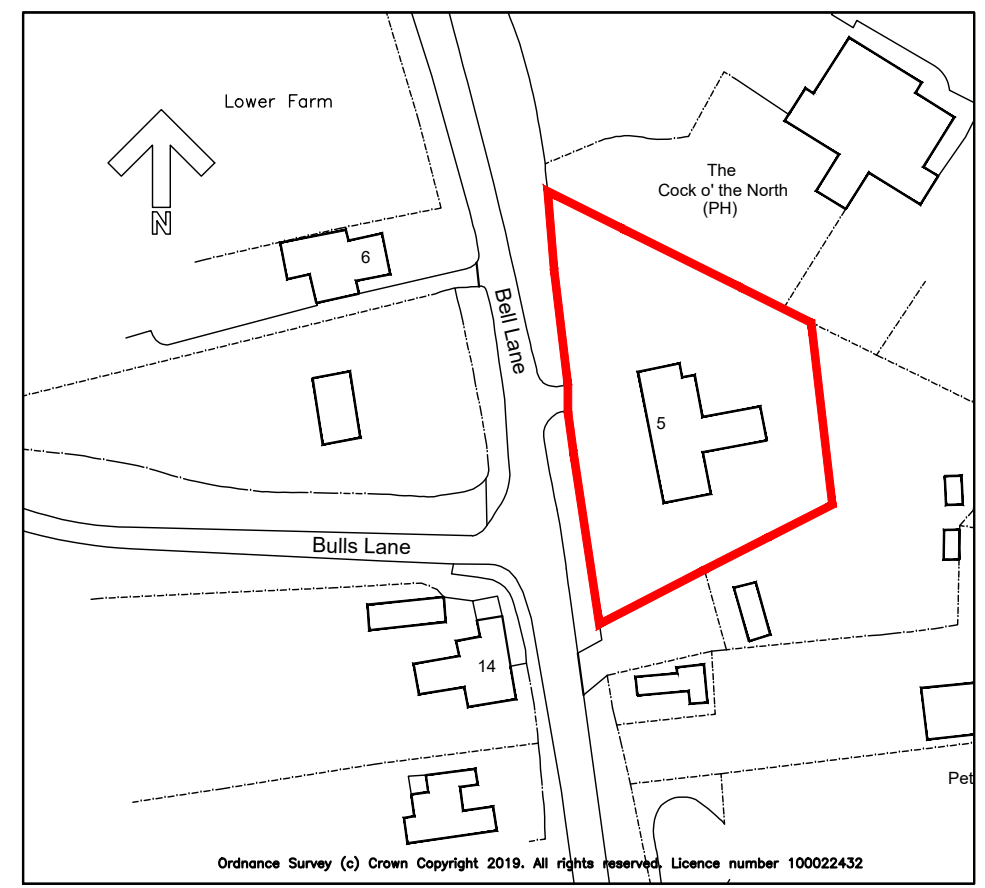 Lower Farm
The
Cock o' the North
(PH)
N
6
Bell Lane
5
Bulls Lane
14
Pet
Ordnance Survey (c) Crown Copyright 2019. All rights reserved. Licence number 100022432